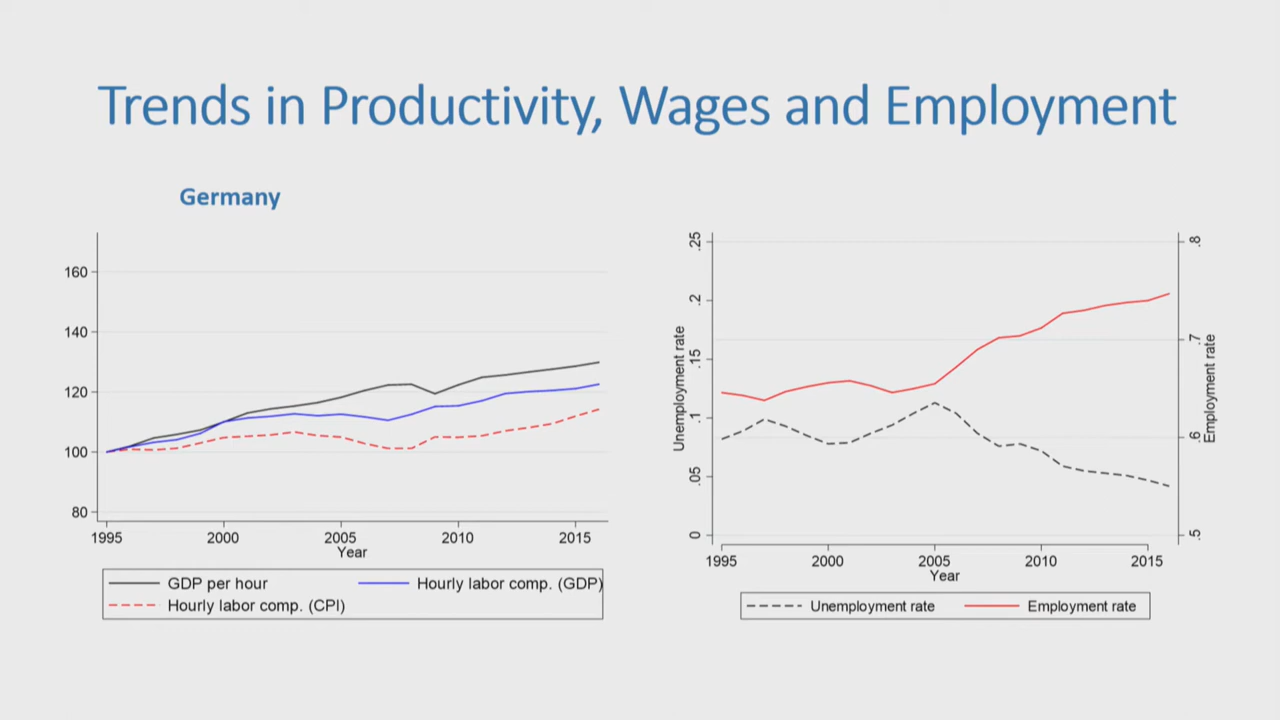 Trends in Productivity, Wages and Employment
Germany
160
140
120
100
80
1995 2000 2005 2010 2015
Year
GDP per hour Hourly labor comp. (GDP)
Hourly labor comp. (CPI)
Unemployment rate
.25
.2
.15
.1
.05
0
.8
.7
.6
.5
Employment rate
1995 2000 2005 2010 2015
Year
Unemployment rate Employment rate